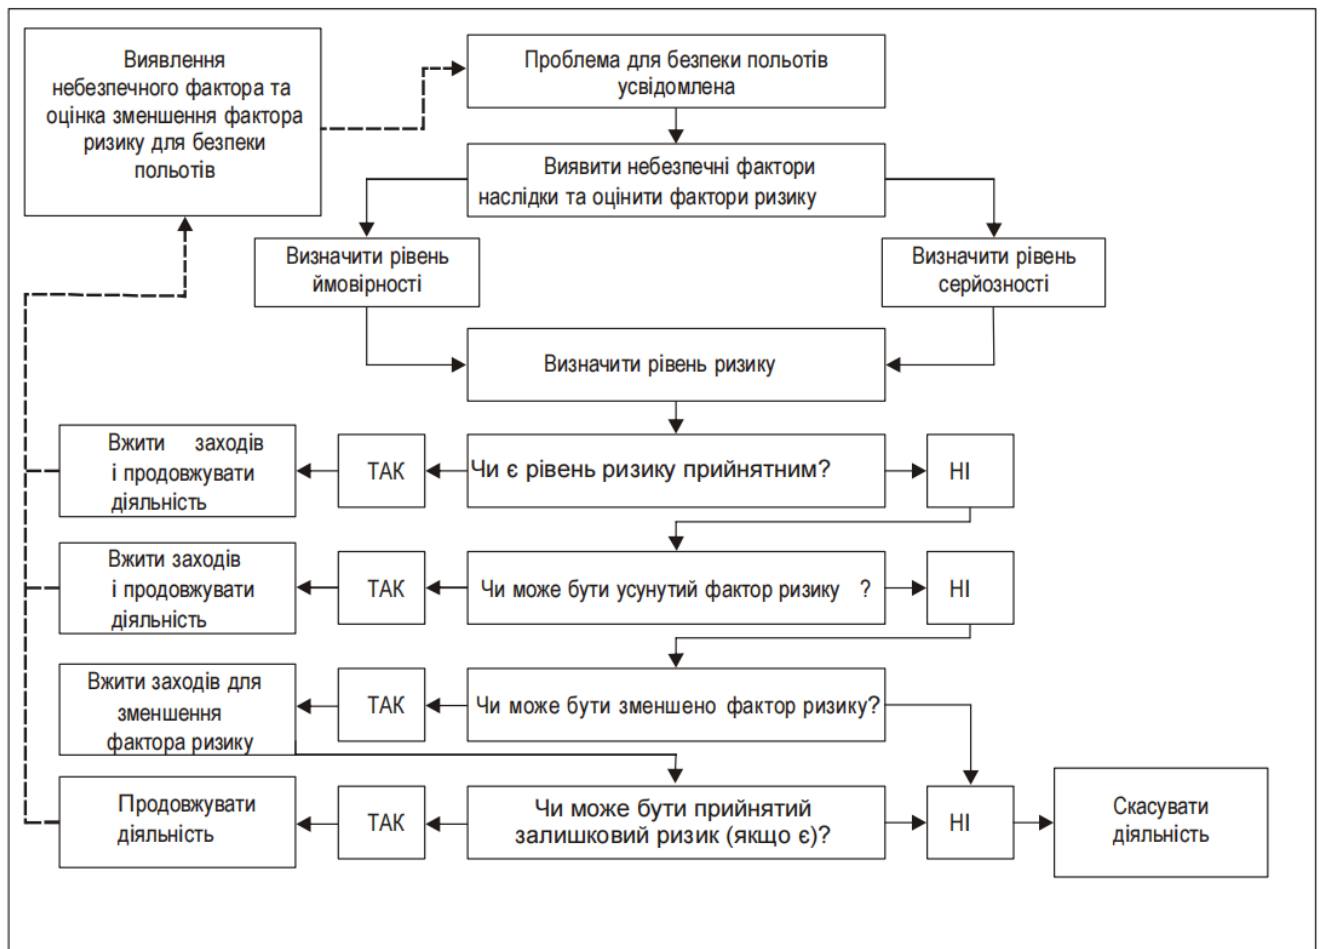 Виявлення
небезпечного фактора та
оцінка зменшення фактора
ризику для безпеки
польотів
Проблема для безпеки польотів
усвідомлена
Виявити небезпечні фактори
наслідки та оцінити фактори ризику
Визначити рівень
ймовірності
Визначити рівень
серйозності
Визначити рівень ризику
Вжити заходів
і продовжувати
діяльність
ТАК
Чи є рівень ризику прийнятним?
НІ
Вжити заходів
і продовжувати
діяльність
ТАК
Чи може бути усунутий фактор ризику ?
НІ
Вжити заходів для
зменшення
фактора ризику
ТАК
Чи може бути зменшено фактор ризику?
Продовжувати
діяльність
ТАК
Чи може бути прийнятий
залишковий ризик (якщо є)?
НІ
Скасувати
діяльність